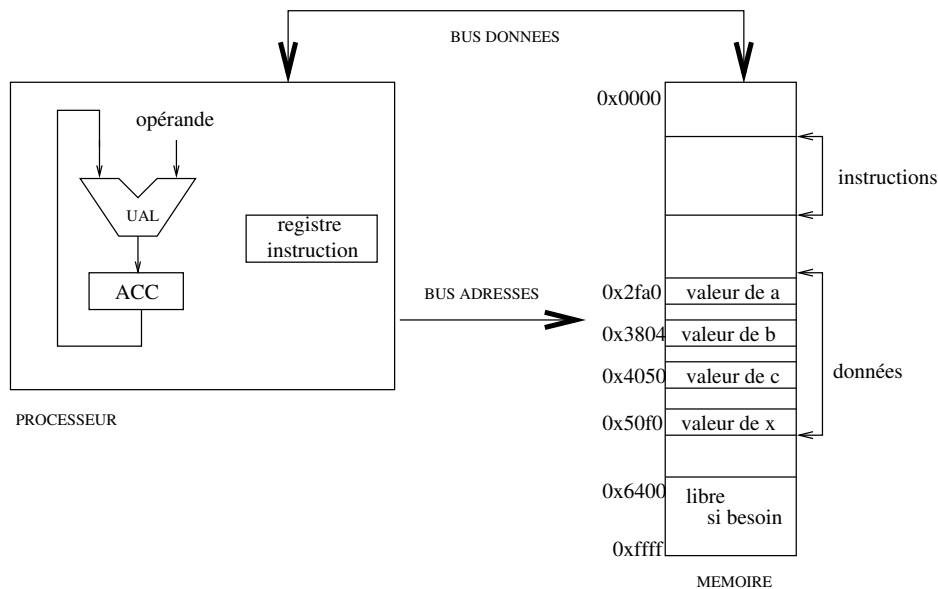 BUS DONNEES
0x0000
opérande
instructions
UAL
registre
instruction
ACC
BUS ADRESSES
0x2fa0
valeur de a
0x3804
valeur de b
données
0x4050
valeur de c
0x50f0
valeur de x
PROCESSEUR
0x6400
libre
si besoin
0xffff
MEMOIRE